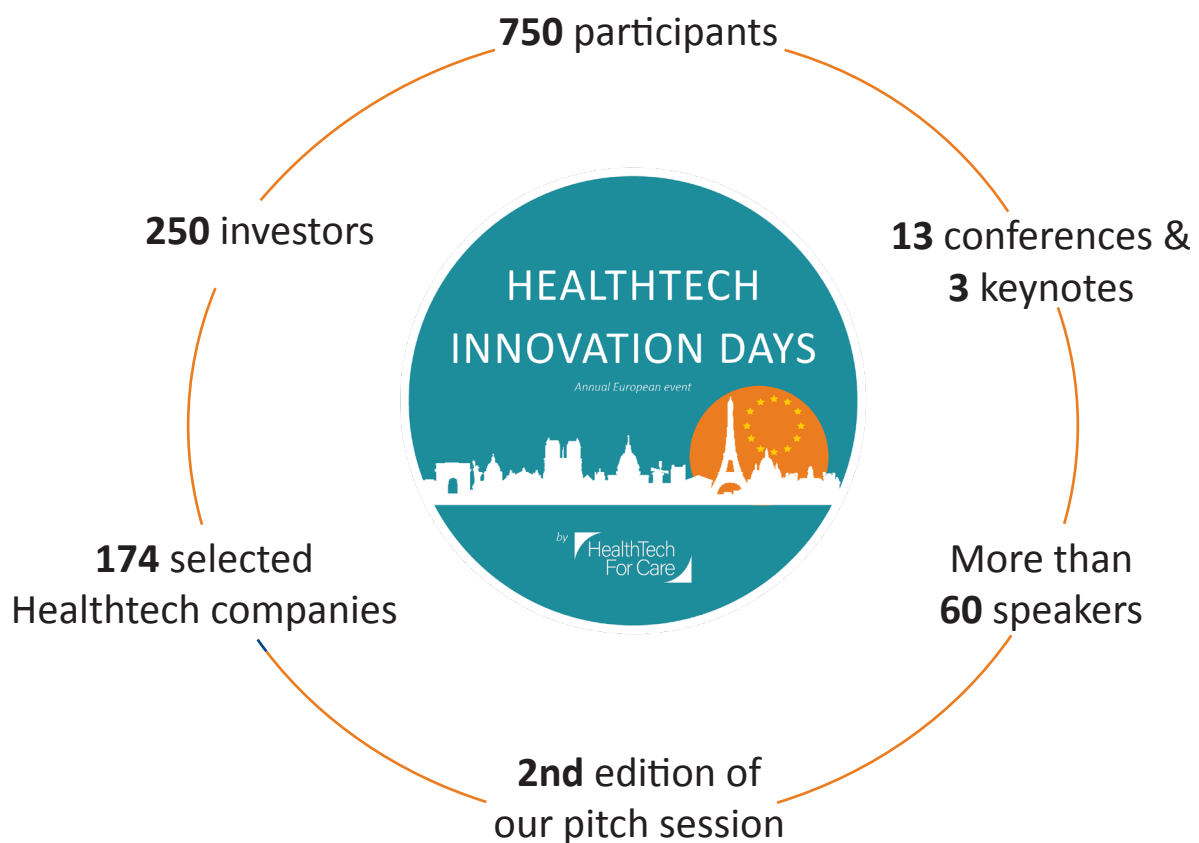 750 participants
250 investors
13 conferences &
3 keynotes
HEALTHTECH
INNOVATION DAYS
Annual European event
by HealthTech
For Care
174 selected
Healthtech companies
More than
60 speakers
2nd edition of
our pitch session